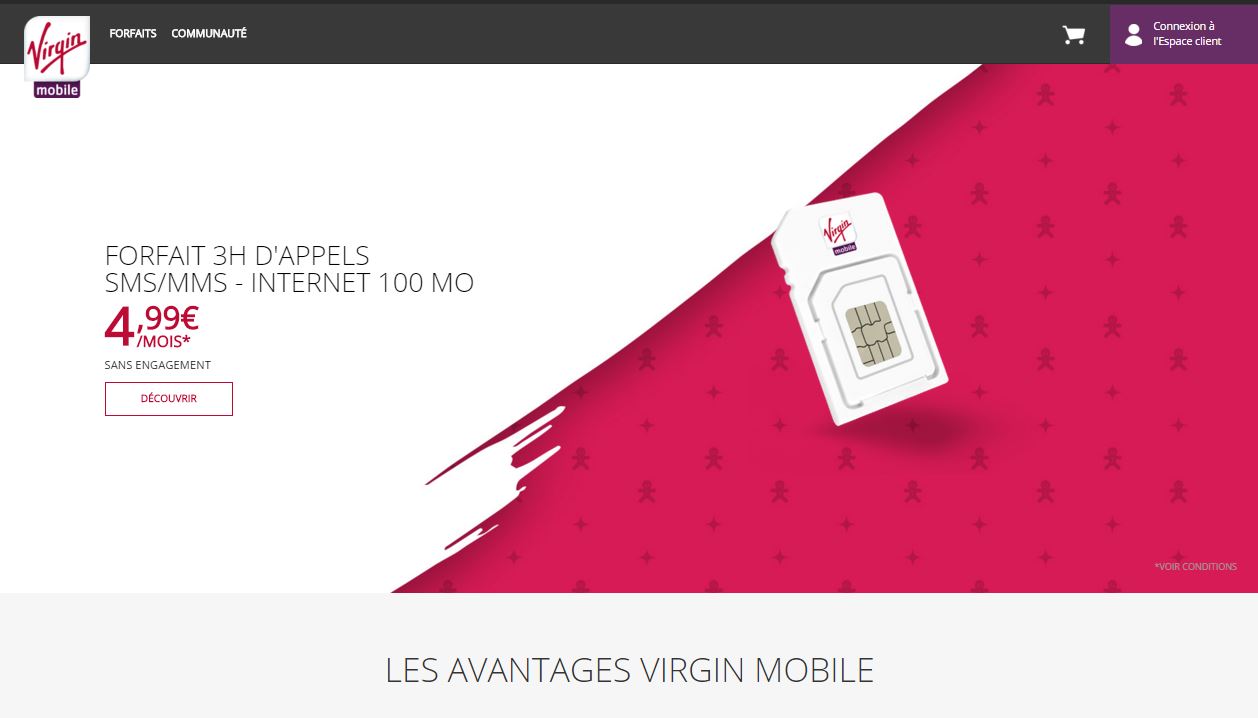 Virgin
mobile
FORFAITS COMMUNAUTÉ
Connexion à
l'Espace client
Virgin
mobile
FORFAIT 3H D'APPELS
SMS/MMS - INTERNET 100 MO
4,99€
/MOIS*
SANS ENGAGEMENT
DÉCOUVRIR
*VOIR CONDITIONS
LES AVANTAGES VIRGIN MOBILE